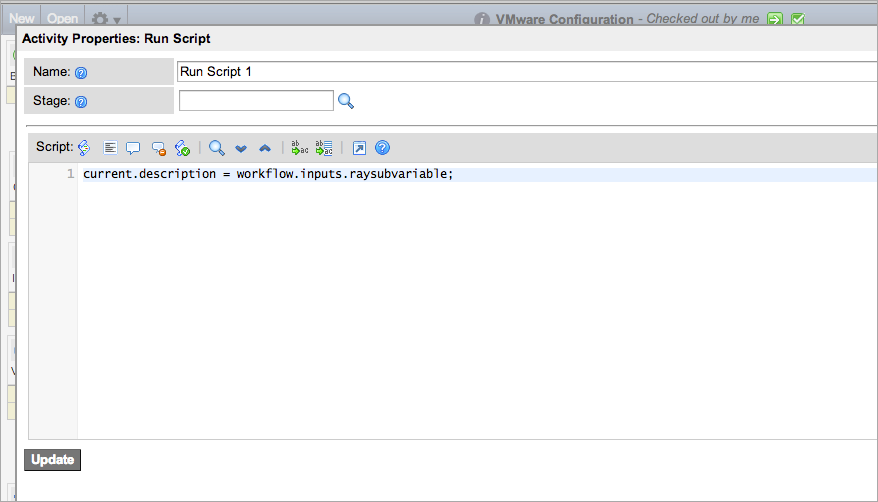 New Open VMware Configuration - Checked out by me
Activity Properties: Run Script
Name:
Run Script 1
Stage:
Script:
1 current.description = workflow.inputs.raysubvariable;
Update